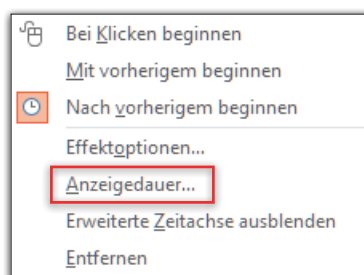 Bei Klicken beginnen
Mit vorherigem beginnen
Nach vorherigem beginnen
Effektoptionen...
Anzeigedauer...
Erweiterte Zeitachse ausblenden
Entfernen